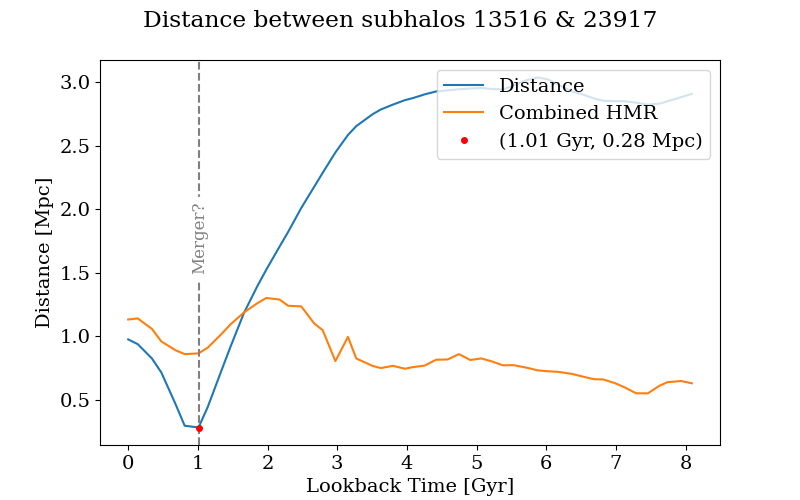 Distance between subhalos 13516 & 23917
Distance [Mpc]
3.0
2.5
2.0
1.5
1.0
0.5
Merger?
Distance
Combined HMR
(1.01 Gyr, 0.28 Mpc)
0 1 2 3 4 5 6 7 8
Lookback Time [Gyr]